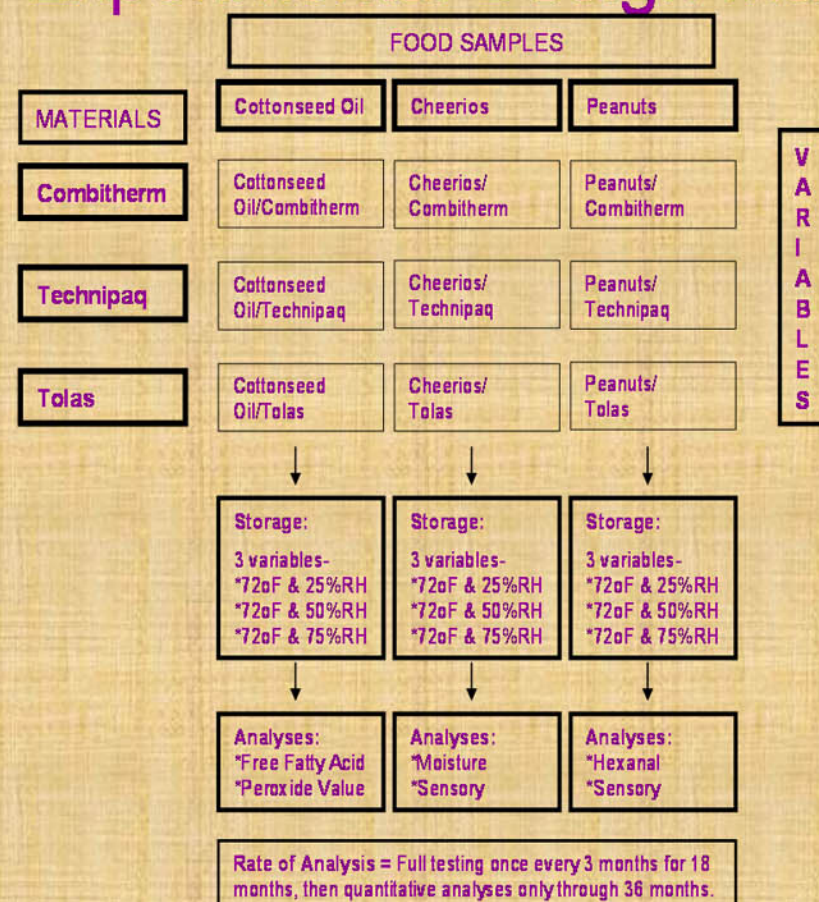 FOOD SAMPLES
MATERIALS
Cottonseed Oil
Cheerios
Peanuts
Combitherm
Cottonseed
Oil/Combitherm
Cheerios/
Combitherm
Peanuts/
Combitherm
Technipaq
Cottonseed
Oil/Technipaq
Cheerios/
Technipaq
Peanuts/
Technipaq
Tolas
Cottonseed
Oil/Tolas
Cheerios/
Tolas
Peanuts/
Tolas
VARIABLES
Storage:
3 variables-
*72oF & 25%RH
*72oF & 50%RH
*72oF & 75%RH
Storage:
3 variables-
*72oF & 25%RH
*72oF & 50%RH
*72oF & 75%RH
Storage:
3 variables-
*72oF & 25%RH
*72oF & 50%RH
*72oF & 75%RH
Analyses:
*Free Fatty Acid
*Peroxide Value
Analyses:
*Moisture
*Sensory
Analyses:
*Hexanal
*Sensory
Rate of Analysis = Full testing once every 3 months for 18
months, then quantitative analyses only through 36 months.